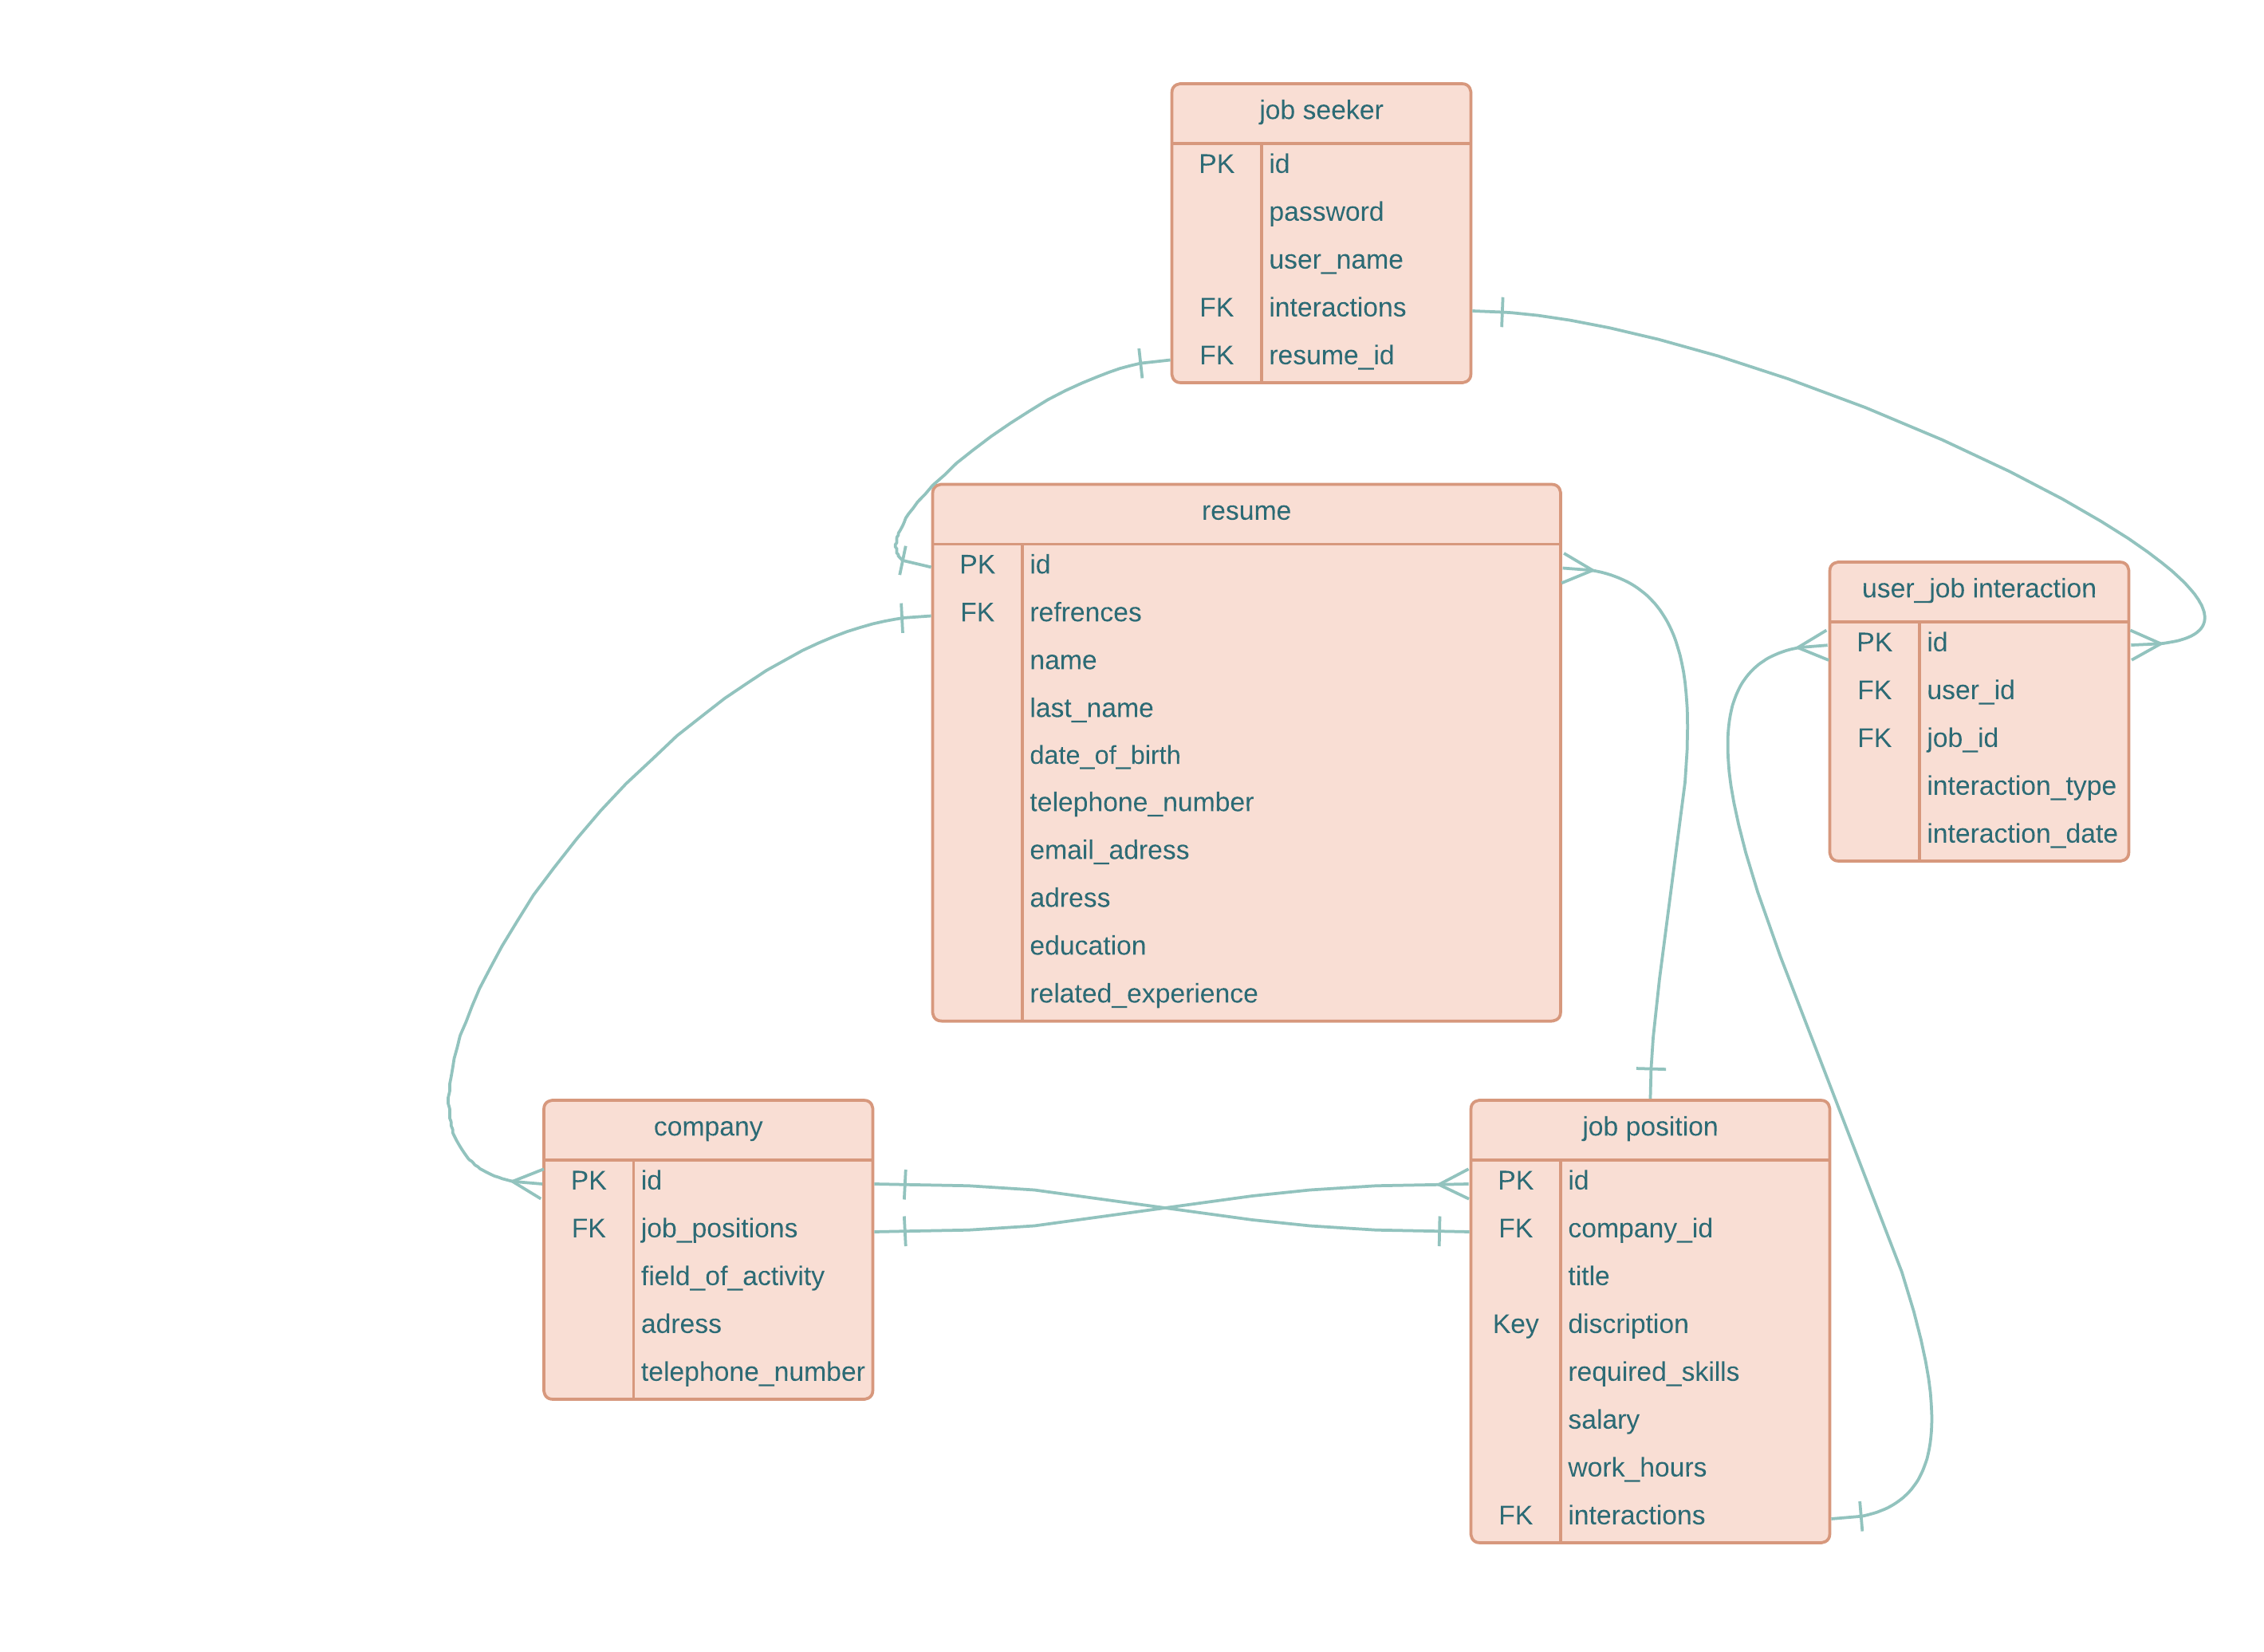 job seeker
PK id
password
user_name
FK interactions
FK resume_id
resume
PK id
FK refrences
name
last_name
date_of_birth
telephone_number
email_adress
adress
education
related_experience
user_job interaction
PK id
FK user_id
FK job_id
interaction_type
interaction_date
company
PK id
FK job_positions
field_of_activity
adress
telephone_number
job position
PK id
FK company_id
title
Key discription
required_skills
salary
work_hours
FK interactions